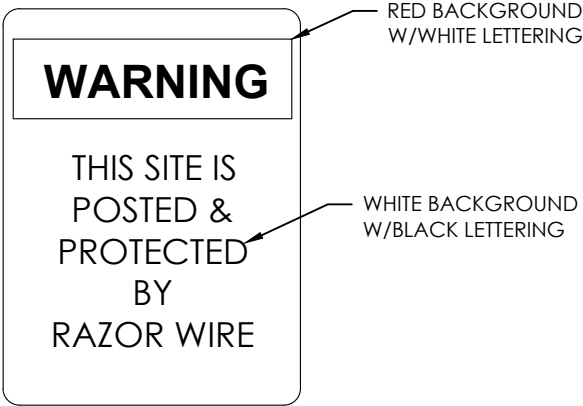 RED BACKGROUND
W/WHITE LETTERING
WARNING
THIS SITE IS
POSTED &
PROTECTED
BY
RAZOR WIRE
WHITE BACKGROUND
W/BLACK LETTERING